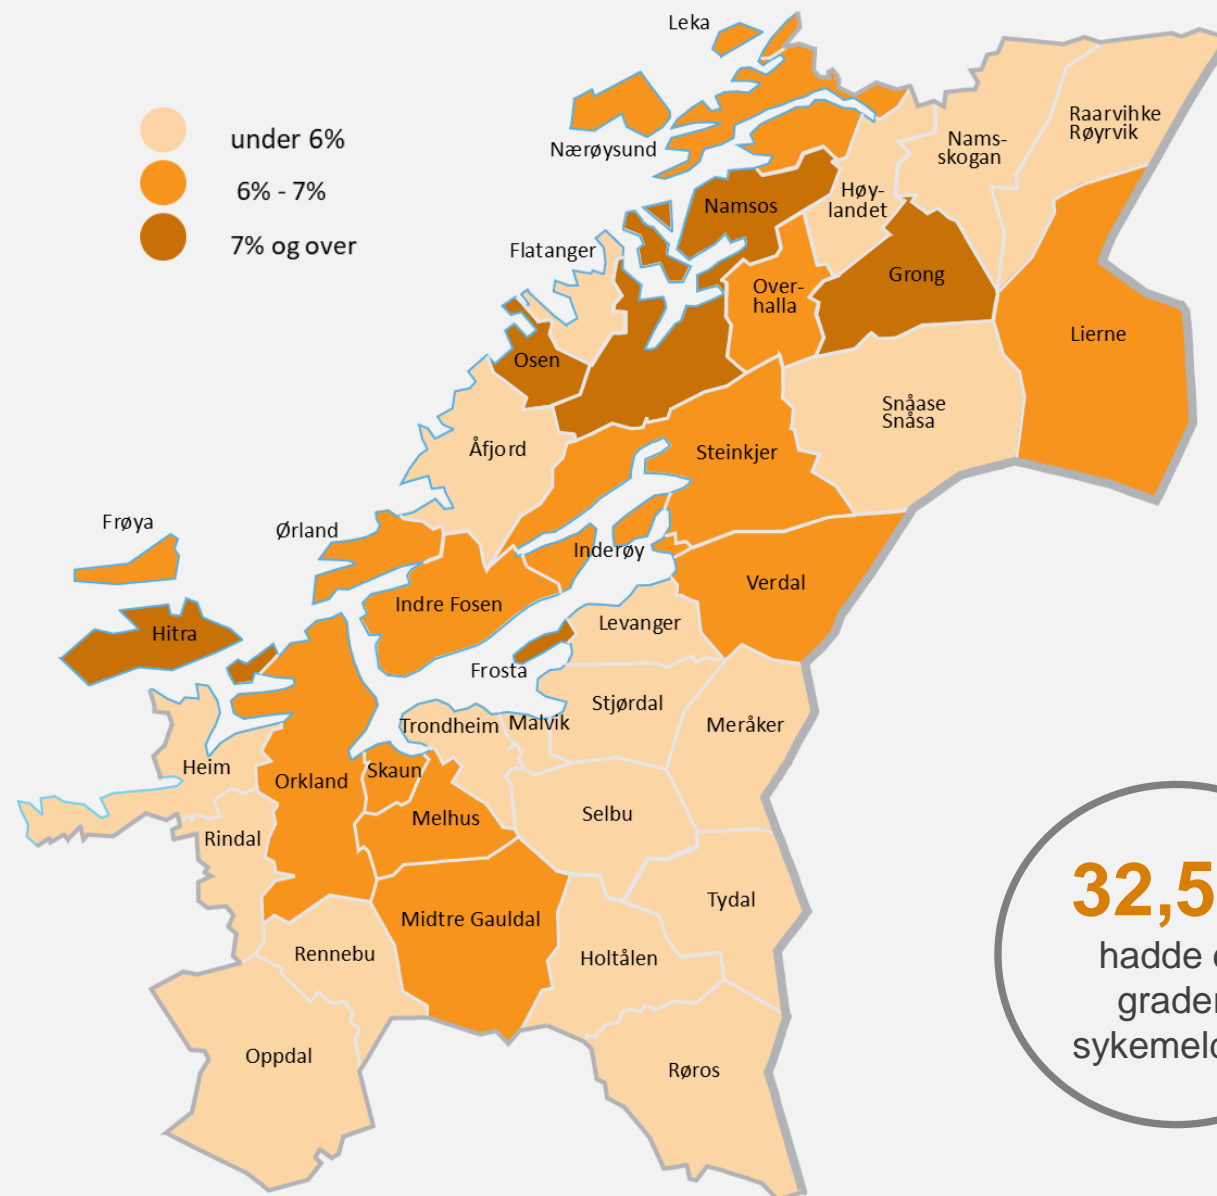 Leka
under 6%
6% - 7%
7% og over
Nærøysund
Raarvihke
Røyrvik
Nams-
skogan
Høy-
landet
Namsos
Flatanger
Grong
Over-
halla
Lierne
Osen
Snåase
Snåsa
Åfjord
Steinkjer
Frøya
Ørland
Inderøy
Verdal
Indre Fosen
Hitra
Levanger
Frosta
Stjørdal
Trondheim
Malvik
Meråker
Heim
Orkland
Skaun
Melhus
Selbu
Rindal
Tydal
Midtre Gauldal
Rennebu
Holtålen
Oppdal
Røros
32,5
hadde